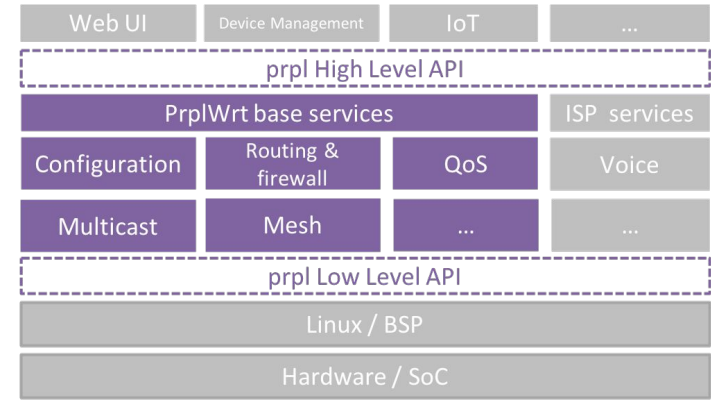 Web UI
Device Management
IoT
...
prpl High Level API
PrplWrt base services
ISP services
Configuration
Routing &
firewall
QoS
Voice
Multicast
Mesh
...
...
prpl Low Level API
Linux / BSP
Hardware / SoC